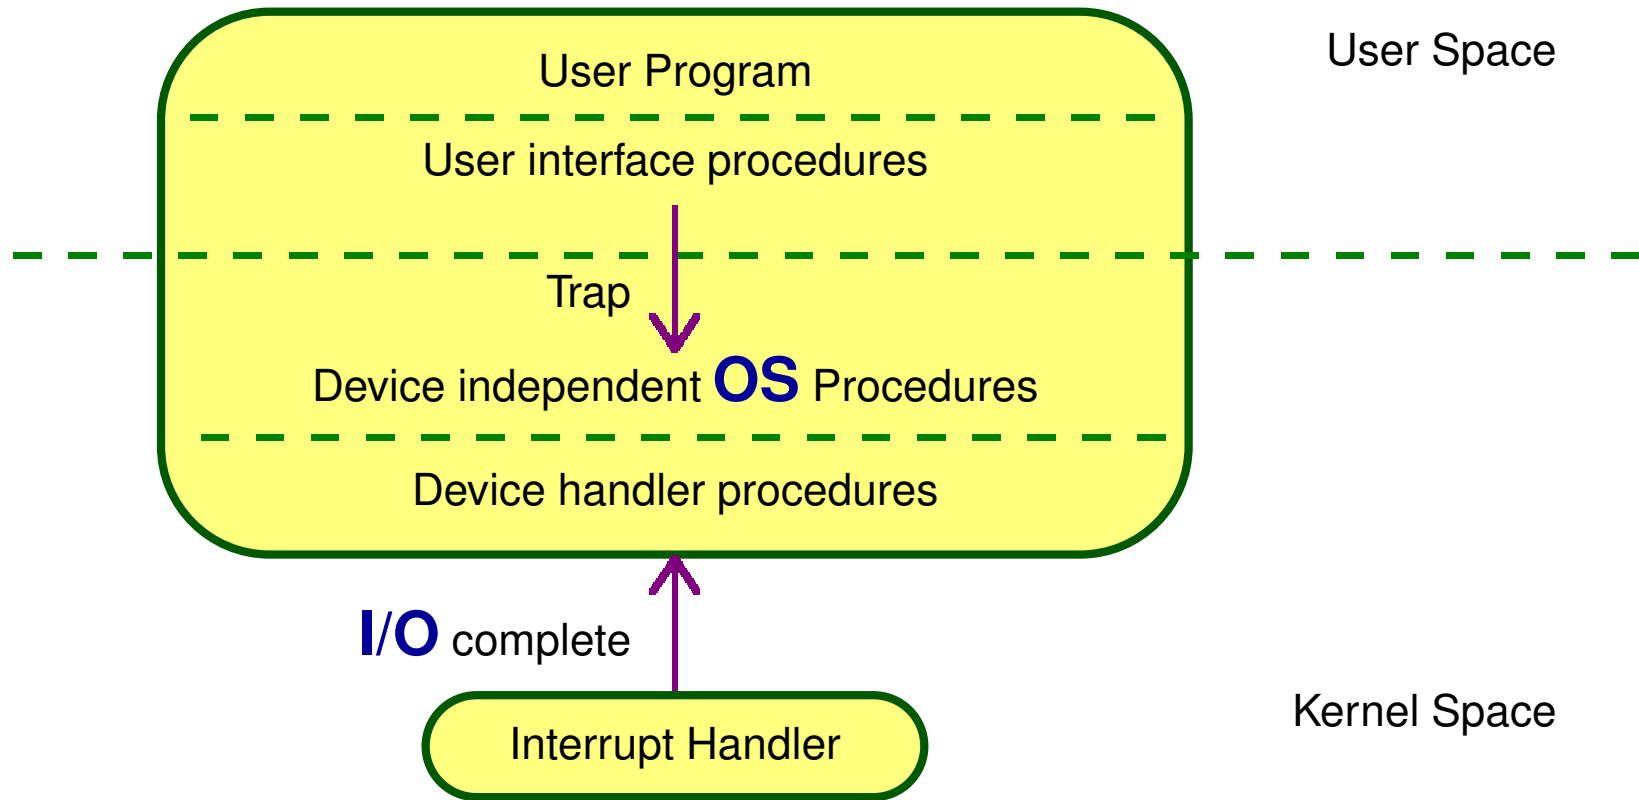 User Space
User Program
User interface procedures
Trap
Device independent OS Procedures
Device handler procedures
I/O complete
Kernel Space
Interrupt Handler